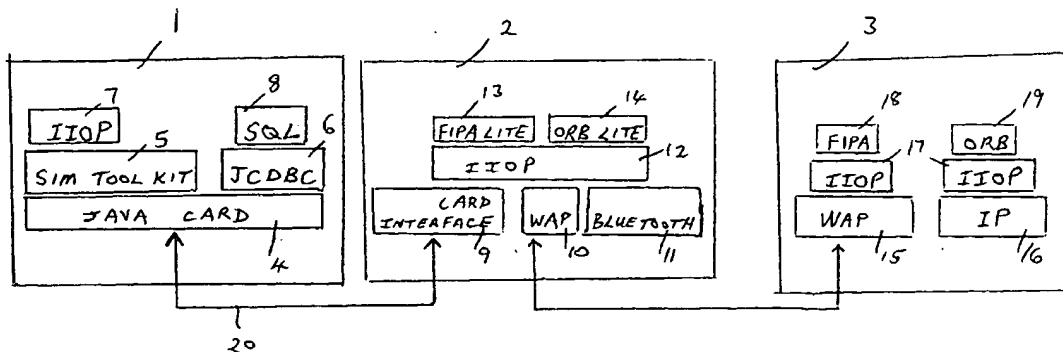 1
2
3
7
8
13
14
18
19
IIOP
SQL
6
FIPA LITE
ORB LITE
FIPA
ORB
5
12
17
IIOP
SIM TOOL KIT
JCDBC
IIOP
IIOP
JAVA CARD
CARD INTERFACE
WAP
BLUETOOTH
WAP
IP
4
9
10
11
15
16
20